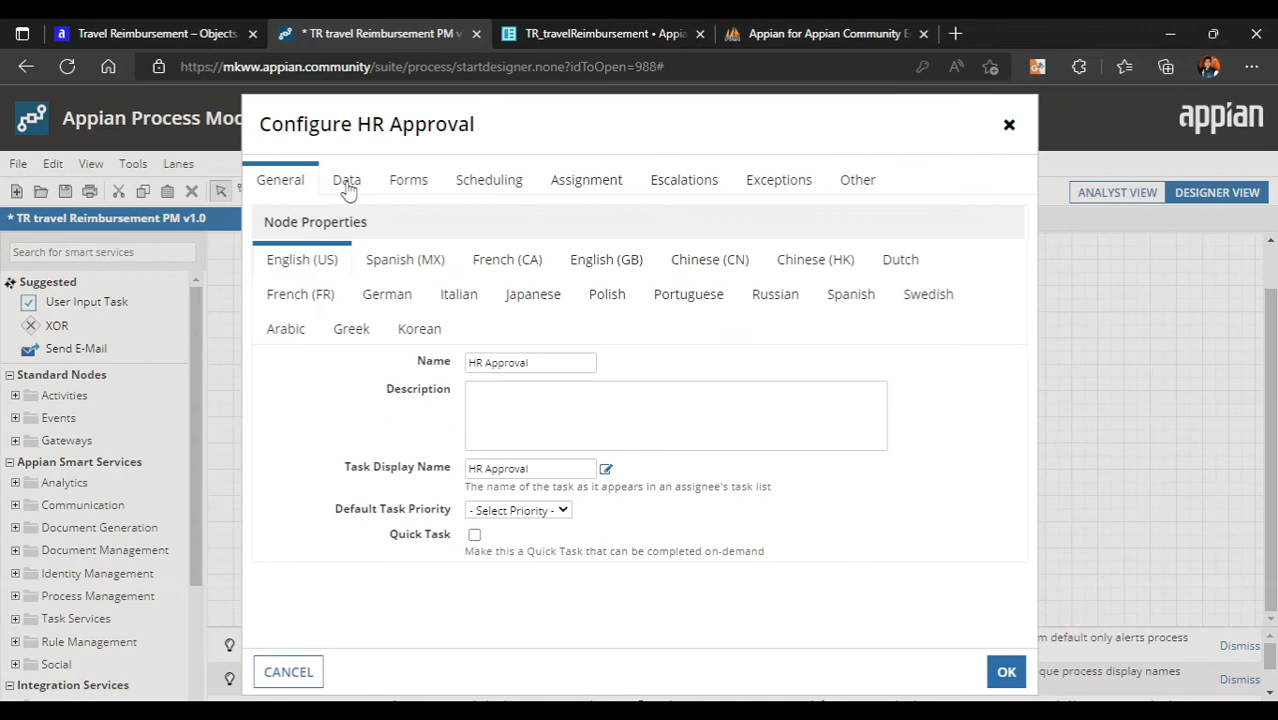 Travel Reimbursement – Objects
* TR travel Reimbursement PM v
TR_travelReimbursement • Appia
Appian for Appian Community E
https://mkww.appian.community/suite/process/startdesigner.none?idToOpen=988#
Appian Process Mod
appian
File Edit View Tools Lanes
ANALYST VIEW DESIGNER VIEW
* TR travel Reimbursement PM v1.0
Search for smart services
Suggested
User Input Task
XOR
Send E-Mail
Standard Nodes
Activities
Events
Gateways
Appian Smart Services
Analytics
Communication
Document Generation
Document Management
Identity Management
Process Management
Task Services
Rule Management
Social
Integration Services
Configure HR Approval
General Data Forms Scheduling Assignment Escalations Exceptions Other
Node Properties
English (US) Spanish (MX) French (CA) English (GB) Chinese (CN) Chinese (HK) Dutch
French (FR) German Italian Japanese Polish Portuguese Russian Spanish Swedish
Arabic Greek Korean
Name HR Approval
Description
Task Display Name HR Approval
The name of the task as it appears in an assignee's task list
Default Task Priority - Select Priority -
Quick Task
Make this a Quick Task that can be completed on-demand
CANCEL OK
m default only alerts process
Dismiss
que process display names
Dismiss